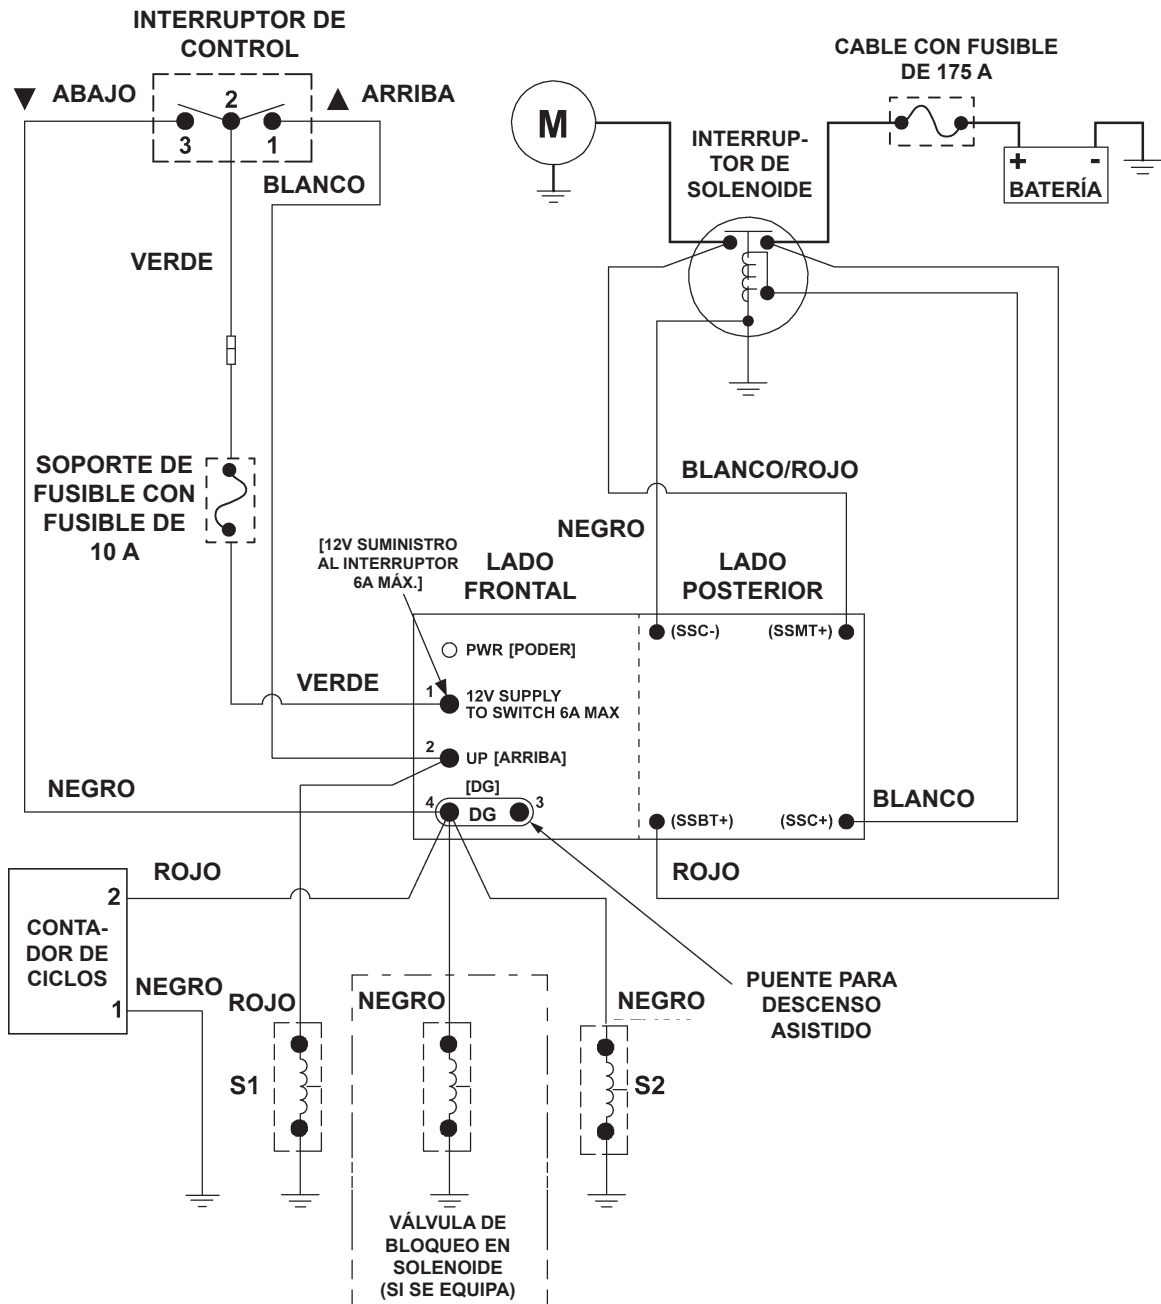 INTERRUPTOR DE
CONTROL
ABAJO
2
ARRIBA
3
1
BLANCO
VERDE
M
CABLE CON FUSIBLE
DE 175 A
INTERRUP-
TOR DE
SOLENOIDE
+
-
BATERÍA
SOPORTE DE
FUSIBLE CON
FUSIBLE DE
10 A
BLANCO/ROJO
NEGRO
[12V SUMINISTRO
AL INTERRUPTOR
6A MÁX.]
LADO
FRONTAL
LADO
POSTERIOR
(SSC-)
(SSMT+)
PWR [PODER]
VERDE
1
12V SUPPLY
TO SWITCH 6A MAX
2
UP [ARRIBA]
NEGRO
[DG]
4
DG
3
(SSBT+)
(SSC+)
BLANCO
ROJO
ROJO
2
CONTA-
DOR DE
CICLOS
1
NEGRO
ROJO
NEGRO
NEGRO
PUENTE PARA
DESCENSO
ASISTIDO
S1
S2
VÁLVULA DE
BLOQUEO EN
SOLENOIDE
(SI SE EQUIPA)